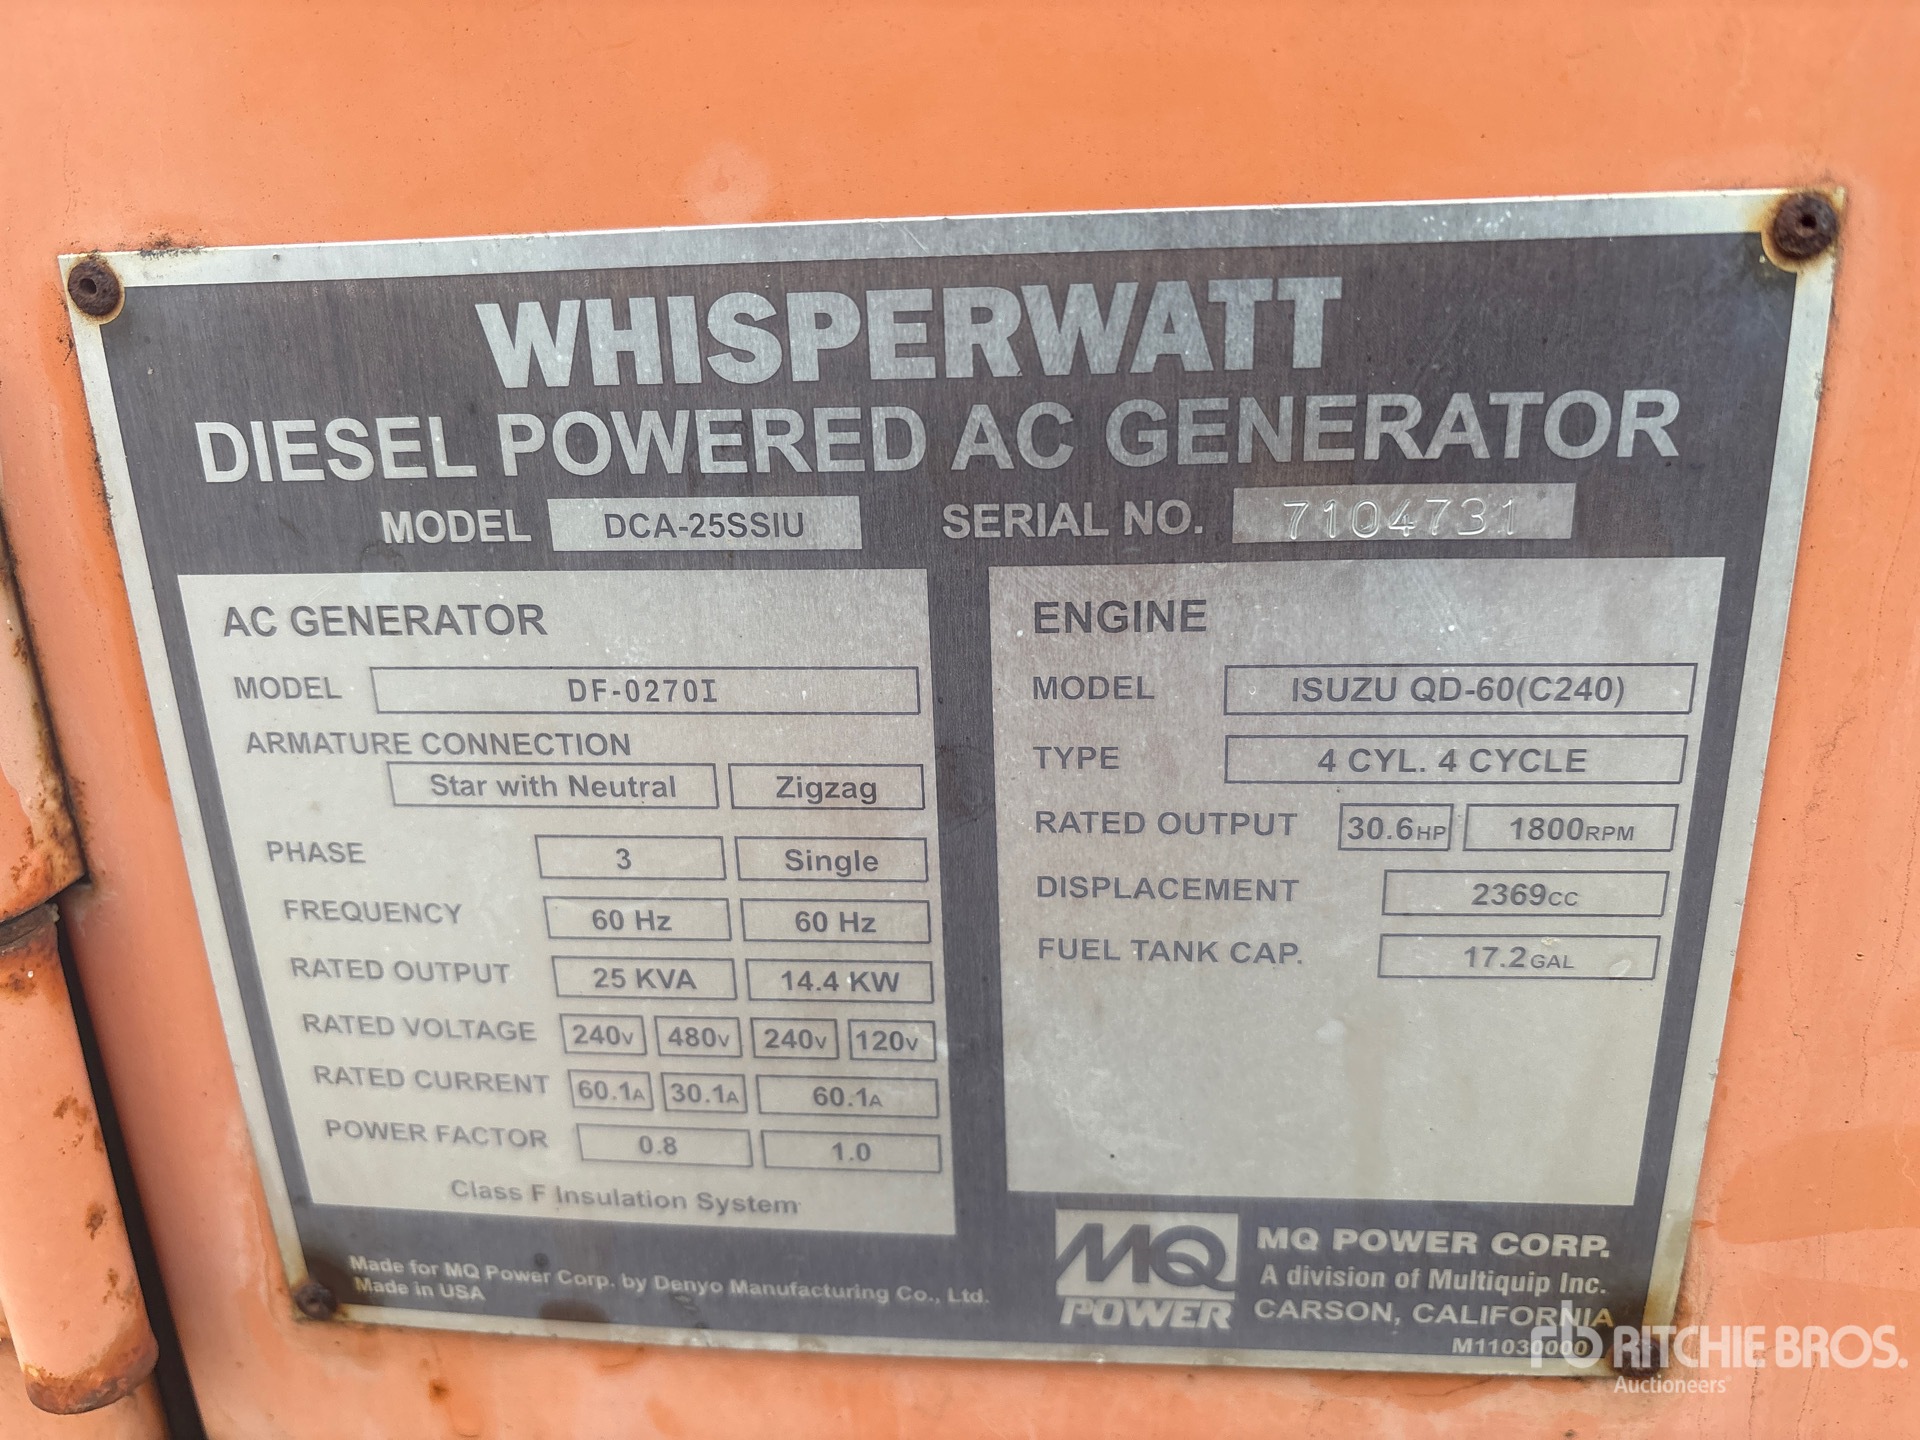 WHISPERWATT
DIESEL POWERED AC GENERATOR
MODEL DCA-25SSIU SERIAL NO. 7104731
AC GENERATOR
MODEL DF-0270I
ARMATURE CONNECTION
Star with Neutral Zigzag
PHASE 3 Single
FREQUENCY 60 Hz 60 Hz
RATED OUTPUT 25 KVA 14.4 KW
RATED VOLTAGE 240V 480V 240V 120V
RATED CURRENT 60.1A 30.1A 60.1A
POWER FACTOR 0.8 1.0
Class F Insulation System
ENGINE
MODEL ISUZU QD-60(C240)
TYPE 4 CYL. 4 CYCLE
RATED OUTPUT 30.6HP 1800RPM
DISPLACEMENT 2369CC
FUEL TANK CAP. 17.2GAL
Made for MQ Power Corp. by Denyo Manufacturing Co., Ltd.
Made in USA
MQ
POWER
MQ POWER CORP.
A division of Multiquip Inc.
CARSON, CALIFORNIA
M11030000
rb RITCHIE BROS.
Auctioneers